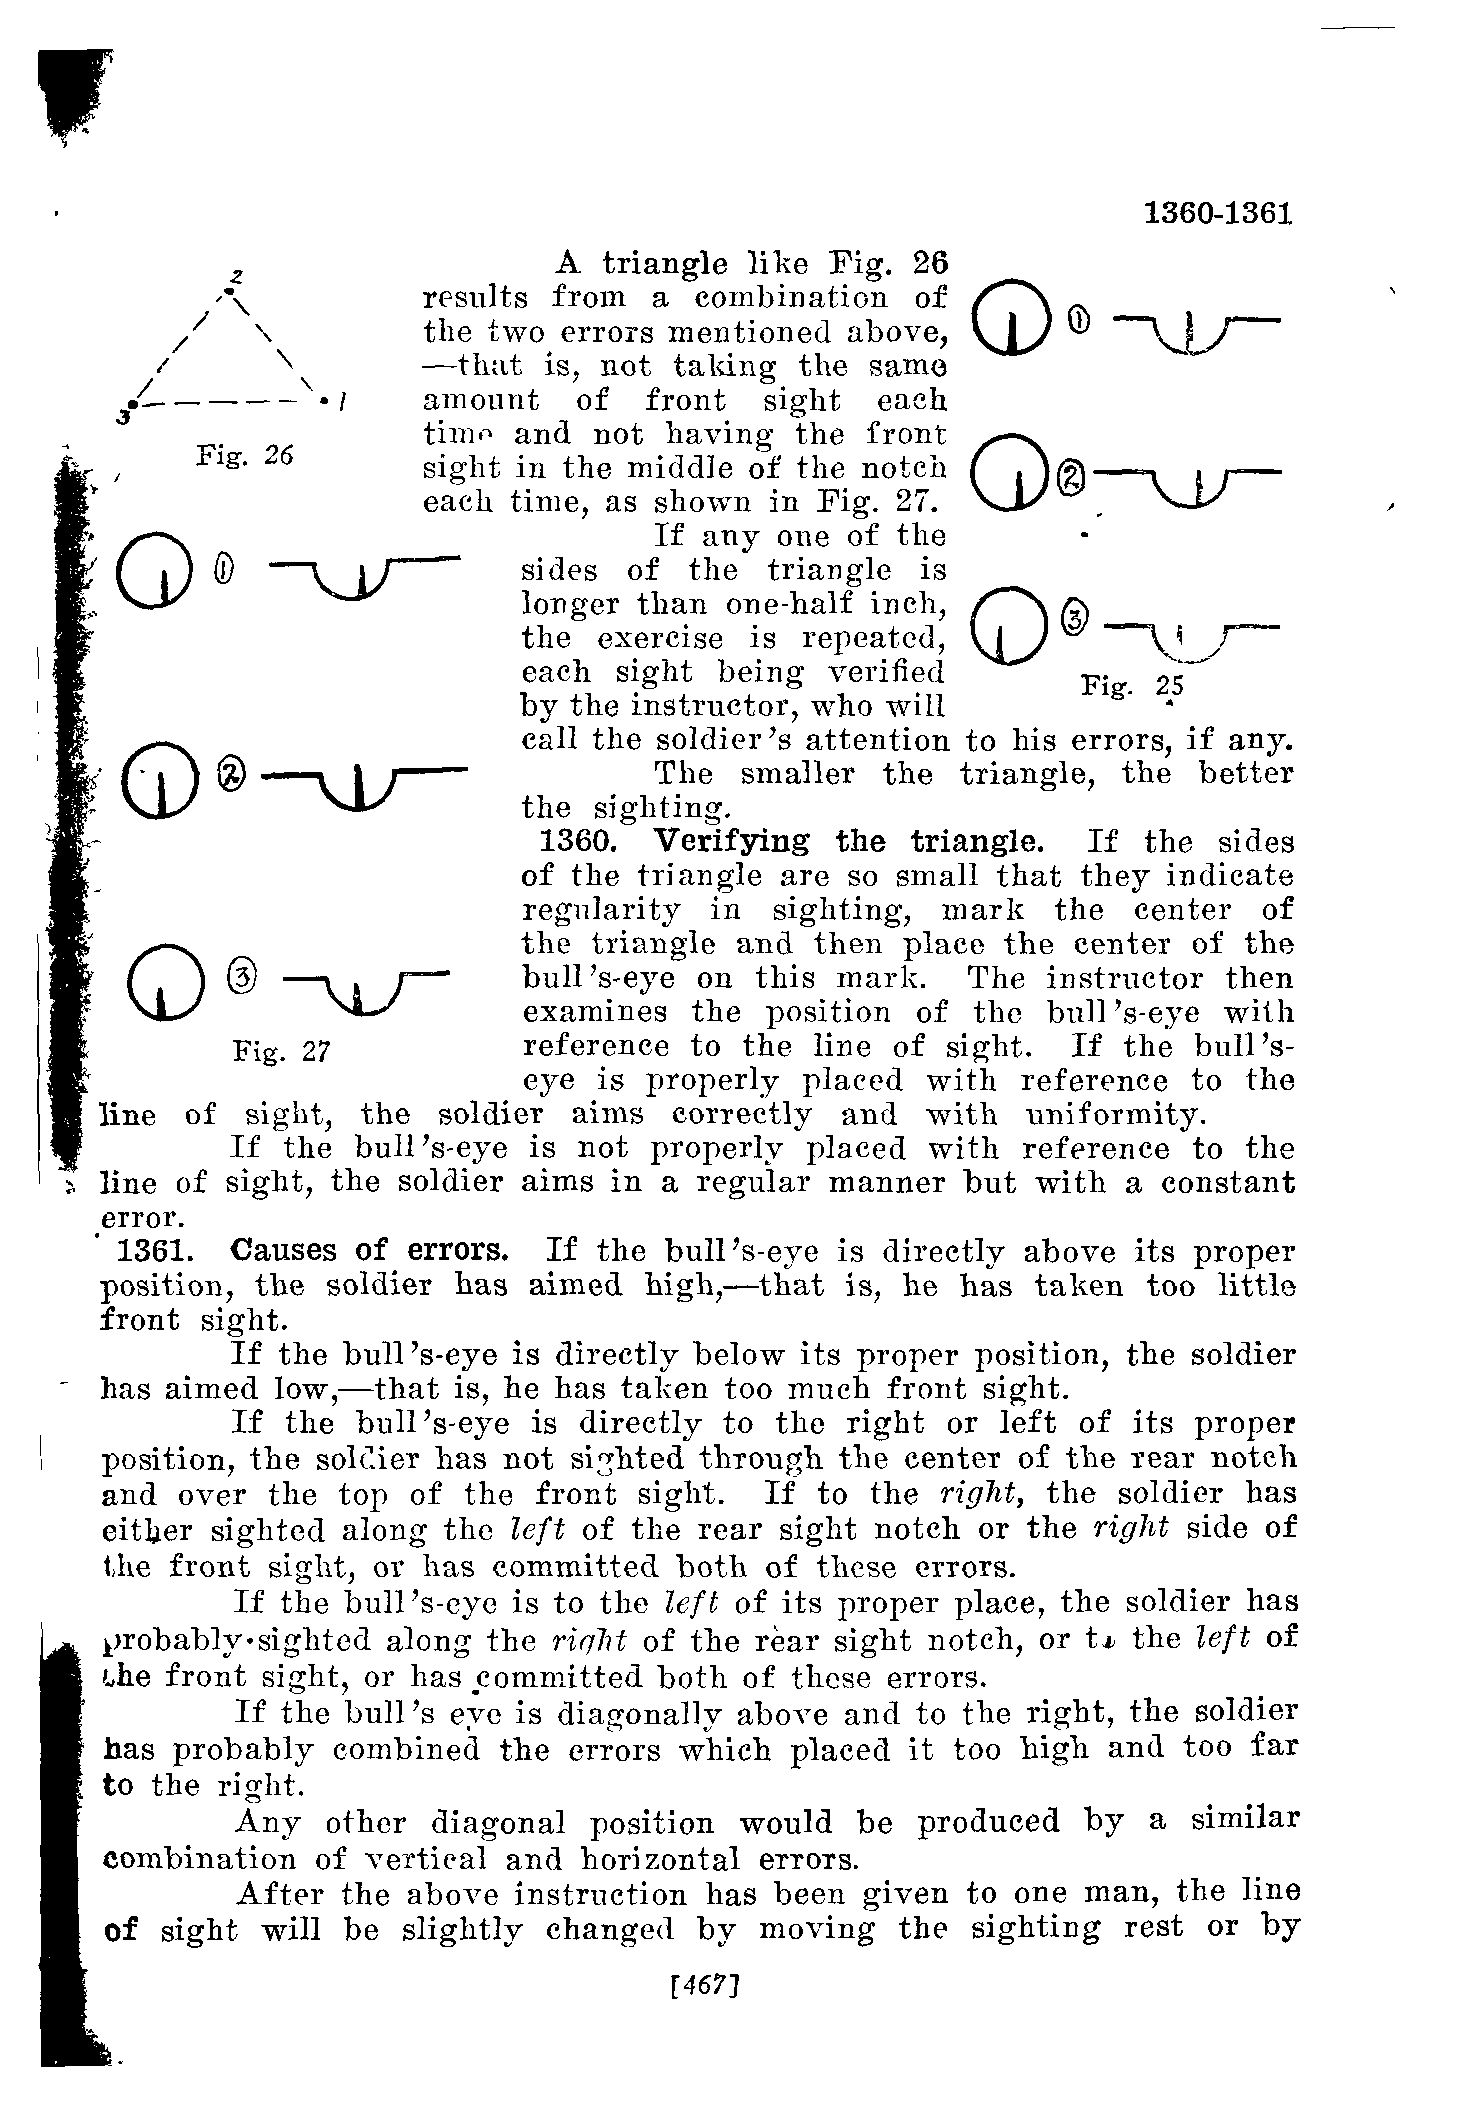 1360-1361
2
3
1
Fig. 26
A triangle like Fig. 26
results from a combination of
the two errors mentioned above,
—that is, not taking the same
amount of front sight each
time and not having the front
sight in the middle of the notch
each time, as shown in Fig. 27.
1
2
3
Fig. 25
1
2
3
Fig. 27
If any one of the
sides of the triangle is
longer than one-half inch,
the exercise is repeated,
each sight being verified
by the instructor, who will
call the soldier's attention to his errors, if any.
The smaller the triangle, the better
the sighting.
1360. Verifying the triangle. If the sides
of the triangle are so small that they indicate
regularity in sighting, mark the center of
the triangle and then place the center of the
bull's-eye on this mark. The instructor then
examines the position of the bull's-eye with
reference to the line of sight. If the bull's-
eye is properly placed with reference to the
line of sight, the soldier aims correctly and with uniformity.
If the bull's-eye is not properly placed with reference to the
line of sight, the soldier aims in a regular manner but with a constant
error.
1361. Causes of errors. If the bull's-eye is directly above its proper
position, the soldier has aimed high,—that is, he has taken too little
front sight.
If the bull's-eye is directly below its proper position, the soldier
has aimed low,—that is, he has taken too much front sight.
If the bull's-eye is directly to the right or left of its proper
position, the soldier has not sighted through the center of the rear notch
and over the top of the front sight. If to the right, the soldier has
either sighted along the left of the rear sight notch or the right side of
the front sight, or has committed both of these errors.
If the bull's-eye is to the left of its proper place, the soldier has
probably sighted along the right of the rear sight notch, or to the left of
the front sight, or has committed both of these errors.
If the bull's eye is diagonally above and to the right, the soldier
has probably combined the errors which placed it too high and too far
to the right.
Any other diagonal position would be produced by a similar
combination of vertical and horizontal errors.
After the above instruction has been given to one man, the line
of sight will be slightly changed by moving the sighting rest or by
[467]